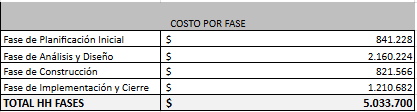 COSTO POR FASE
Fase de Planificación Inicial $ 841.228
Fase de Análisis y Diseño $ 2.160.224
Fase de Construcción $ 821.566
Fase de Implementación y Cierre $ 1.210.682
TOTAL HH FASES $ 5.033.700